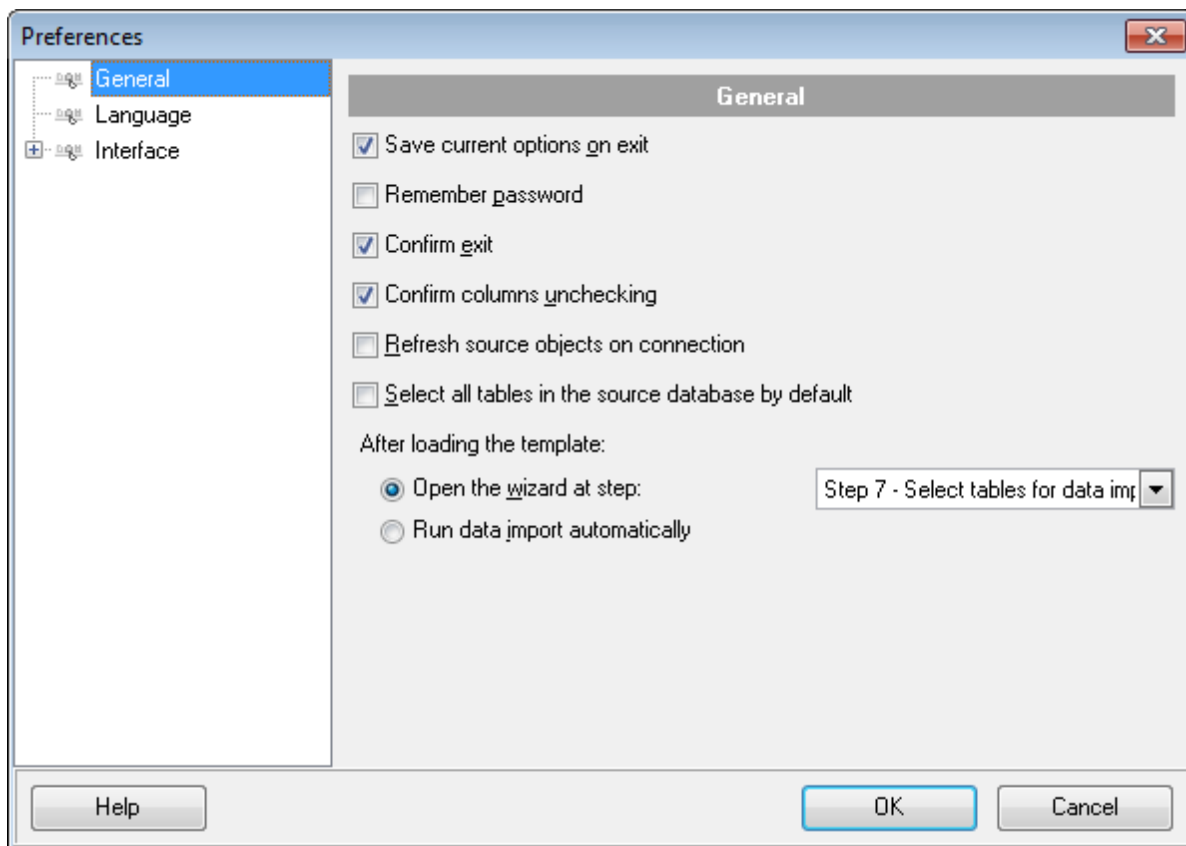 Preferences
General
Language
Interface
General
Save current options on exit
Remember password
Confirm exit
Confirm columns unchecking
Refresh source objects on connection
Select all tables in the source database by default
After loading the template:
Open the wizard at step:
Step 7 - Select tables for data imp
Run data import automatically
Help
OK
Cancel